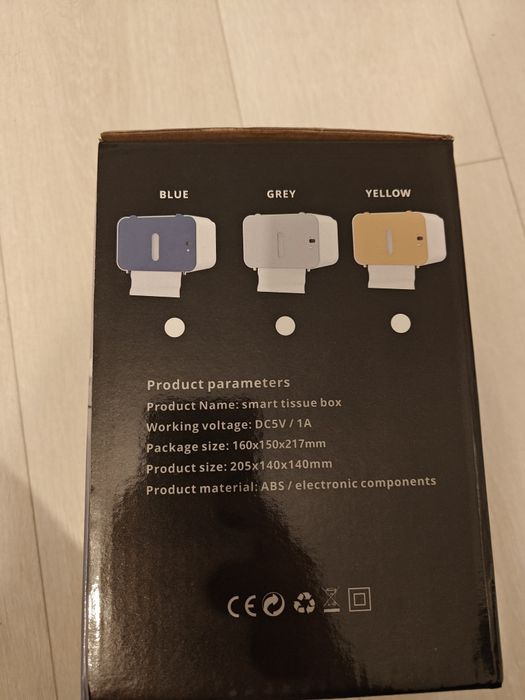 BLUE GREY YELLOW
Product parameters
Product Name: smart tissue box
Working voltage: DC5V / 1A
Package size: 160x150x217mm
Product size: 205x140x140mm
Product material: ABS / electronic components
CE